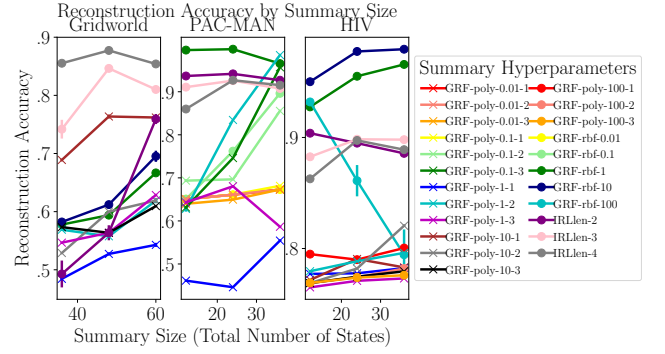 Reconstruction Accuracy by Summary Size
Gridworld PAC-MAN HIV
Reconstruction Accuracy
.9
.8
.7
.6
.5
.9
.8
.7
.6
.5
.9
.8
40 60
20 30
20 30
Summary Size (Total Number of States)
Summary Hyperparameters
GRF-poly-0.01-1
GRF-poly-0.01-2
GRF-poly-0.01-3
GRF-poly-0.1-1
GRF-poly-0.1-2
GRF-poly-0.1-3
GRF-poly-1-1
GRF-poly-1-2
GRF-poly-1-3
GRF-poly-10-1
GRF-poly-10-2
GRF-poly-10-3
GRF-poly-100-1
GRF-poly-100-2
GRF-poly-100-3
GRF-rbf-0.01
GRF-rbf-0.1
GRF-rbf-1
GRF-rbf-10
GRF-rbf-100
IRLlen-2
IRLlen-3
IRLlen-4